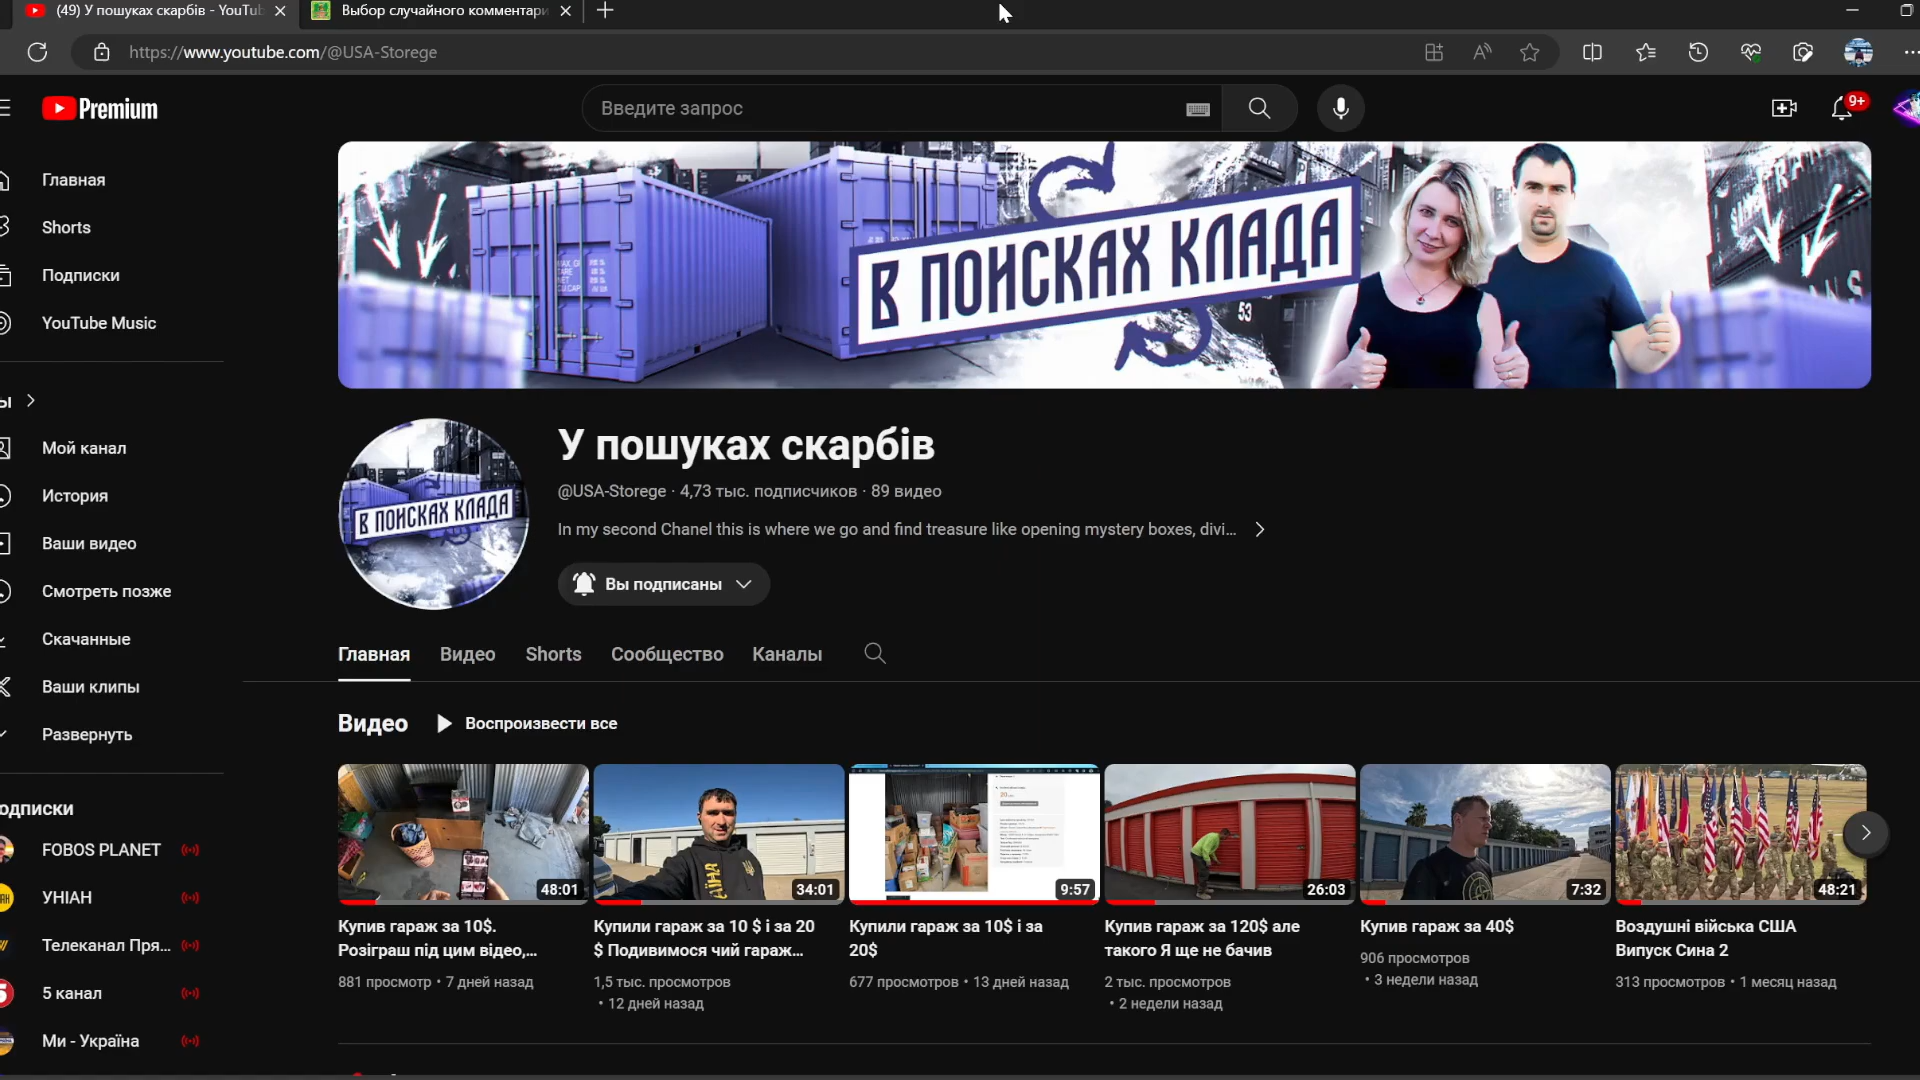 (49) У пошуках скарбів - YouTub
Выбор случайного комментари
https://www.youtube.com/@USA-Storege
Premium
Введите запрос
9+
Главная
Shorts
Подписки
YouTube Music
ы
Мой канал
История
Ваши видео
Смотреть позже
Скачанные
Ваши клипы
Развернуть
одписки
FOBOS PLANET
УНІАН
Телеканал Пря...
5 канал
Ми - Україна
В ПОИСКАХ КЛАДА
53
APL
В ПОИСКАХ КЛАДА
У пошуках скарбів
@USA-Storege · 4,73 тыс. подписчиков · 89 видео
In my second Chanel this is where we go and find treasure like opening mystery boxes, divi...
Вы подписаны
Главная Видео Shorts Сообщество Каналы
Видео Воспроизвести все
48:01
Купив гараж за 10$.
Розіграш під цим відео,...
881 просмотр • 7 дней назад
34:01
Купили гараж за 10 $ і за 20
$ Подивимося чий гараж...
1,5 тыс. просмотров
• 12 дней назад
9:57
Купили гараж за 10$ і за
20$
677 просмотров • 13 дней назад
26:03
Купив гараж за 120$ але
такого Я ще не бачив
2 тыс. просмотров
• 2 недели назад
7:32
Купив гараж за 40$
906 просмотров
• 3 недели назад
48:21
Воздушні війська США
Випуск Сина 2
313 просмотров • 1 месяц назад